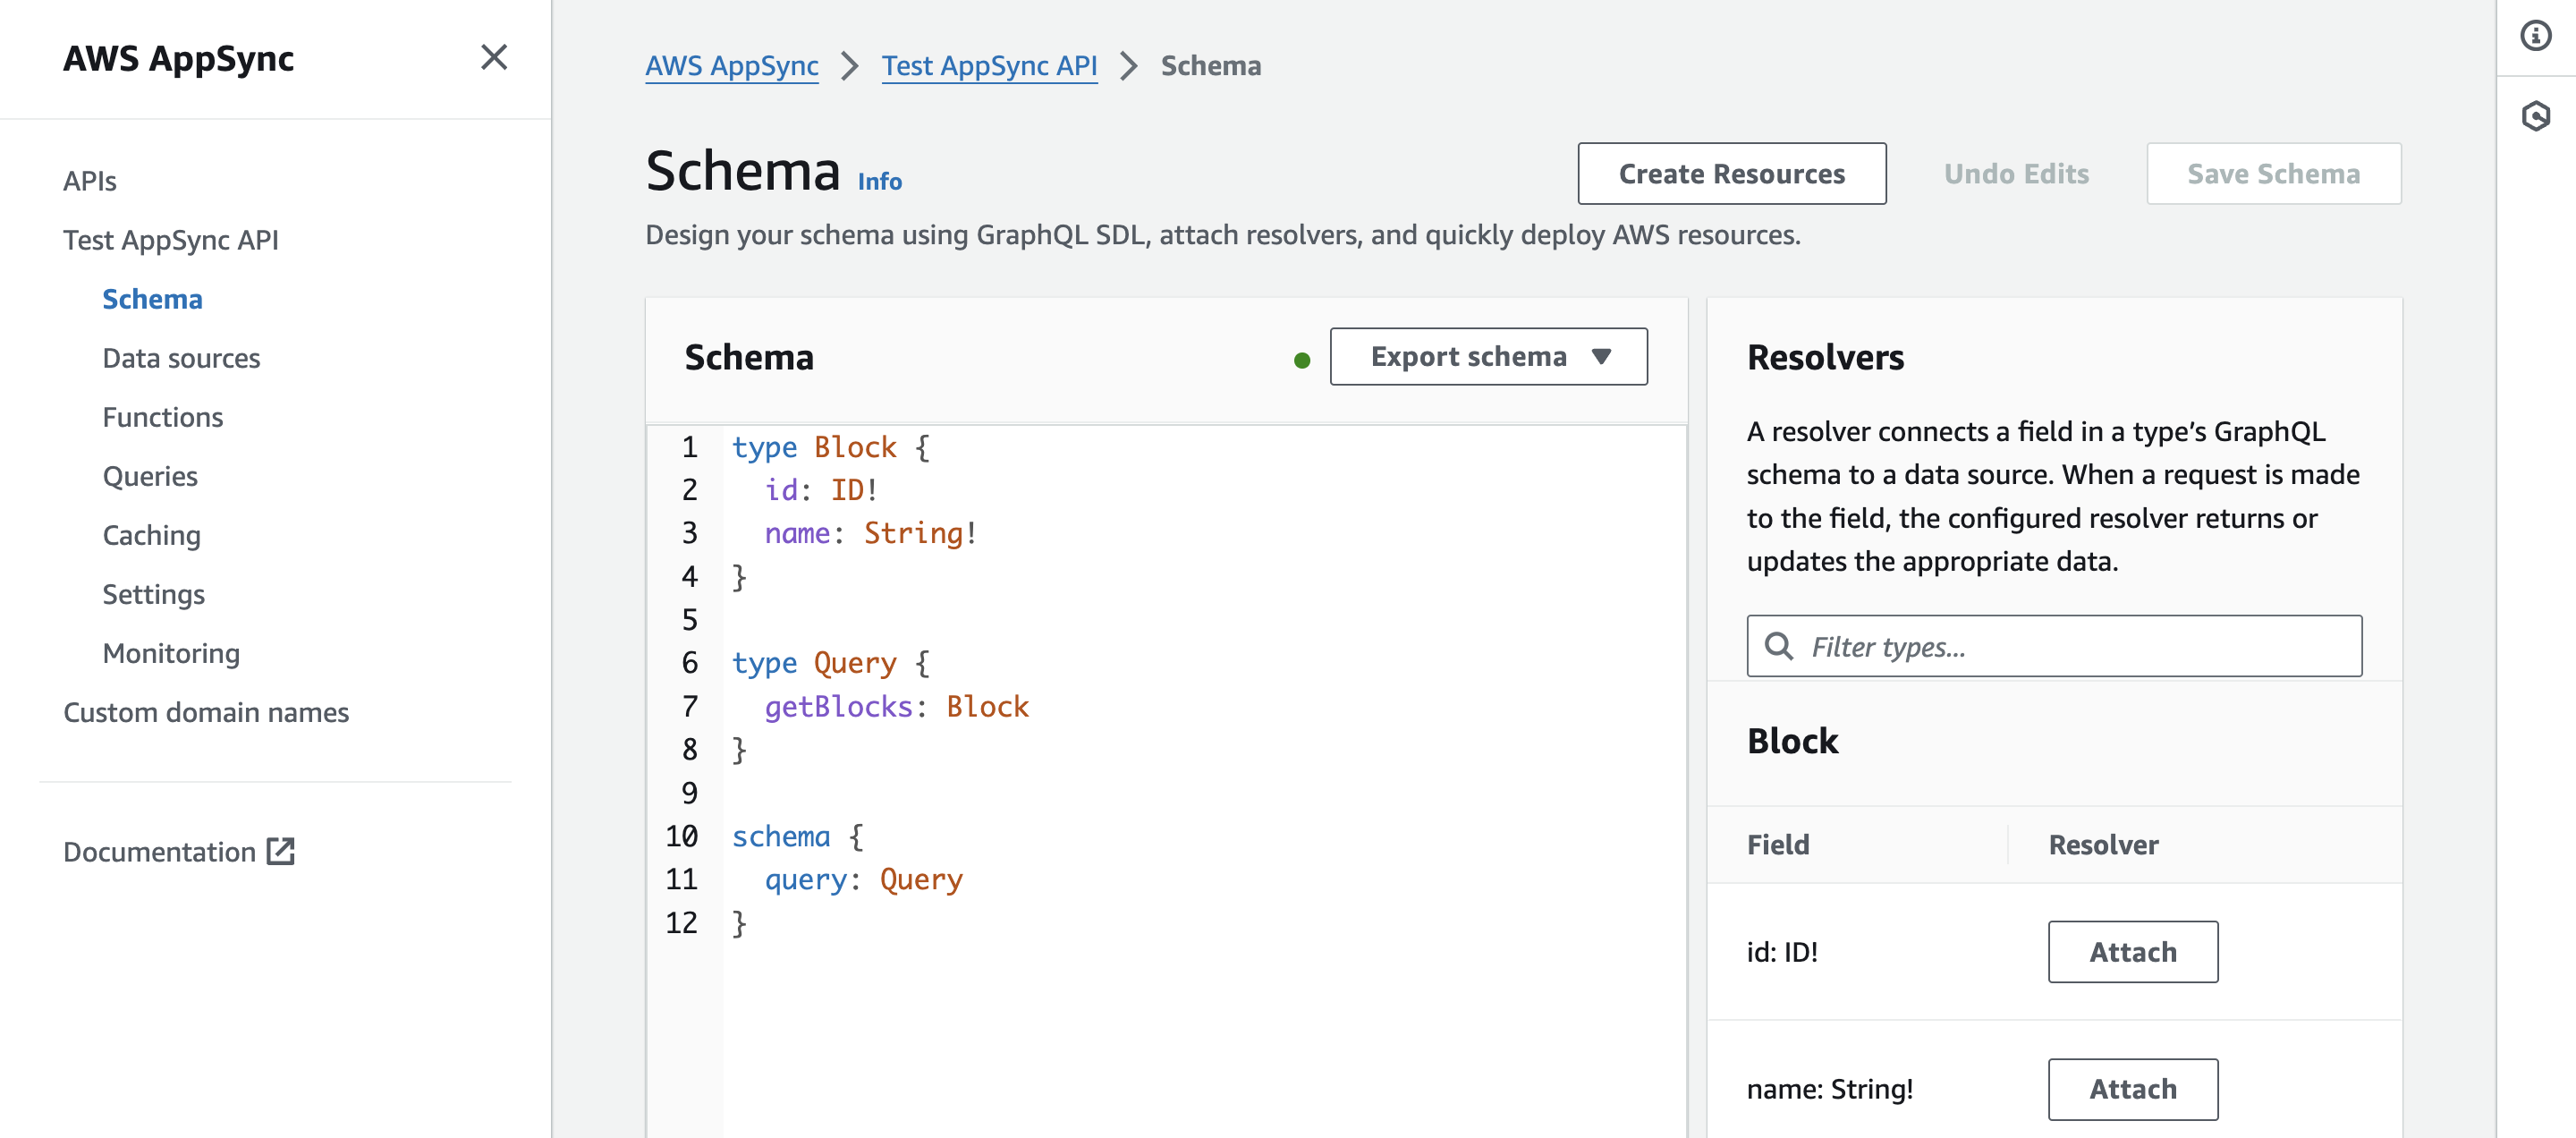 AWS AppSync
APIs
Test AppSync API
Schema
Data sources
Functions
Queries
Caching
Settings
Monitoring
Custom domain names
Documentation
AWS AppSync > Test AppSync API > Schema
Schema Info
Create Resources
Undo Edits
Save Schema
Design your schema using GraphQL SDL, attach resolvers, and quickly deploy AWS resources.
Schema
Export schema
1 type Block {
2   id: ID!
3   name: String!
4 }
5
6 type Query {
7   getBlocks: Block
8 }
9
10 schema {
11   query: Query
12 }
Resolvers
A resolver connects a field in a type’s GraphQL
schema to a data source. When a request is made
to the field, the configured resolver returns or
updates the appropriate data.
Filter types...
Block
Field Resolver
id: ID! Attach
name: String! Attach